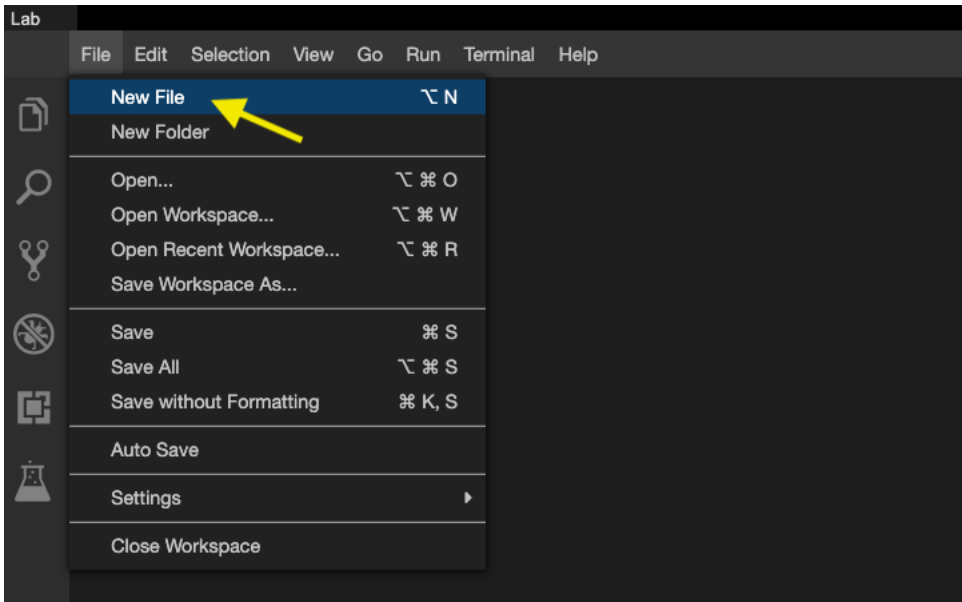 Lab
File Edit Selection View Go Run Terminal Help
New File ⌥ N
New Folder
Open... ⌥ ⌘ O
Open Workspace... ⌥ ⌘ W
Open Recent Workspace... ⌥ ⌘ R
Save Workspace As...
Save ⌘ S
Save All ⌥ ⌘ S
Save without Formatting ⌘ K, S
Auto Save
Settings
Close Workspace